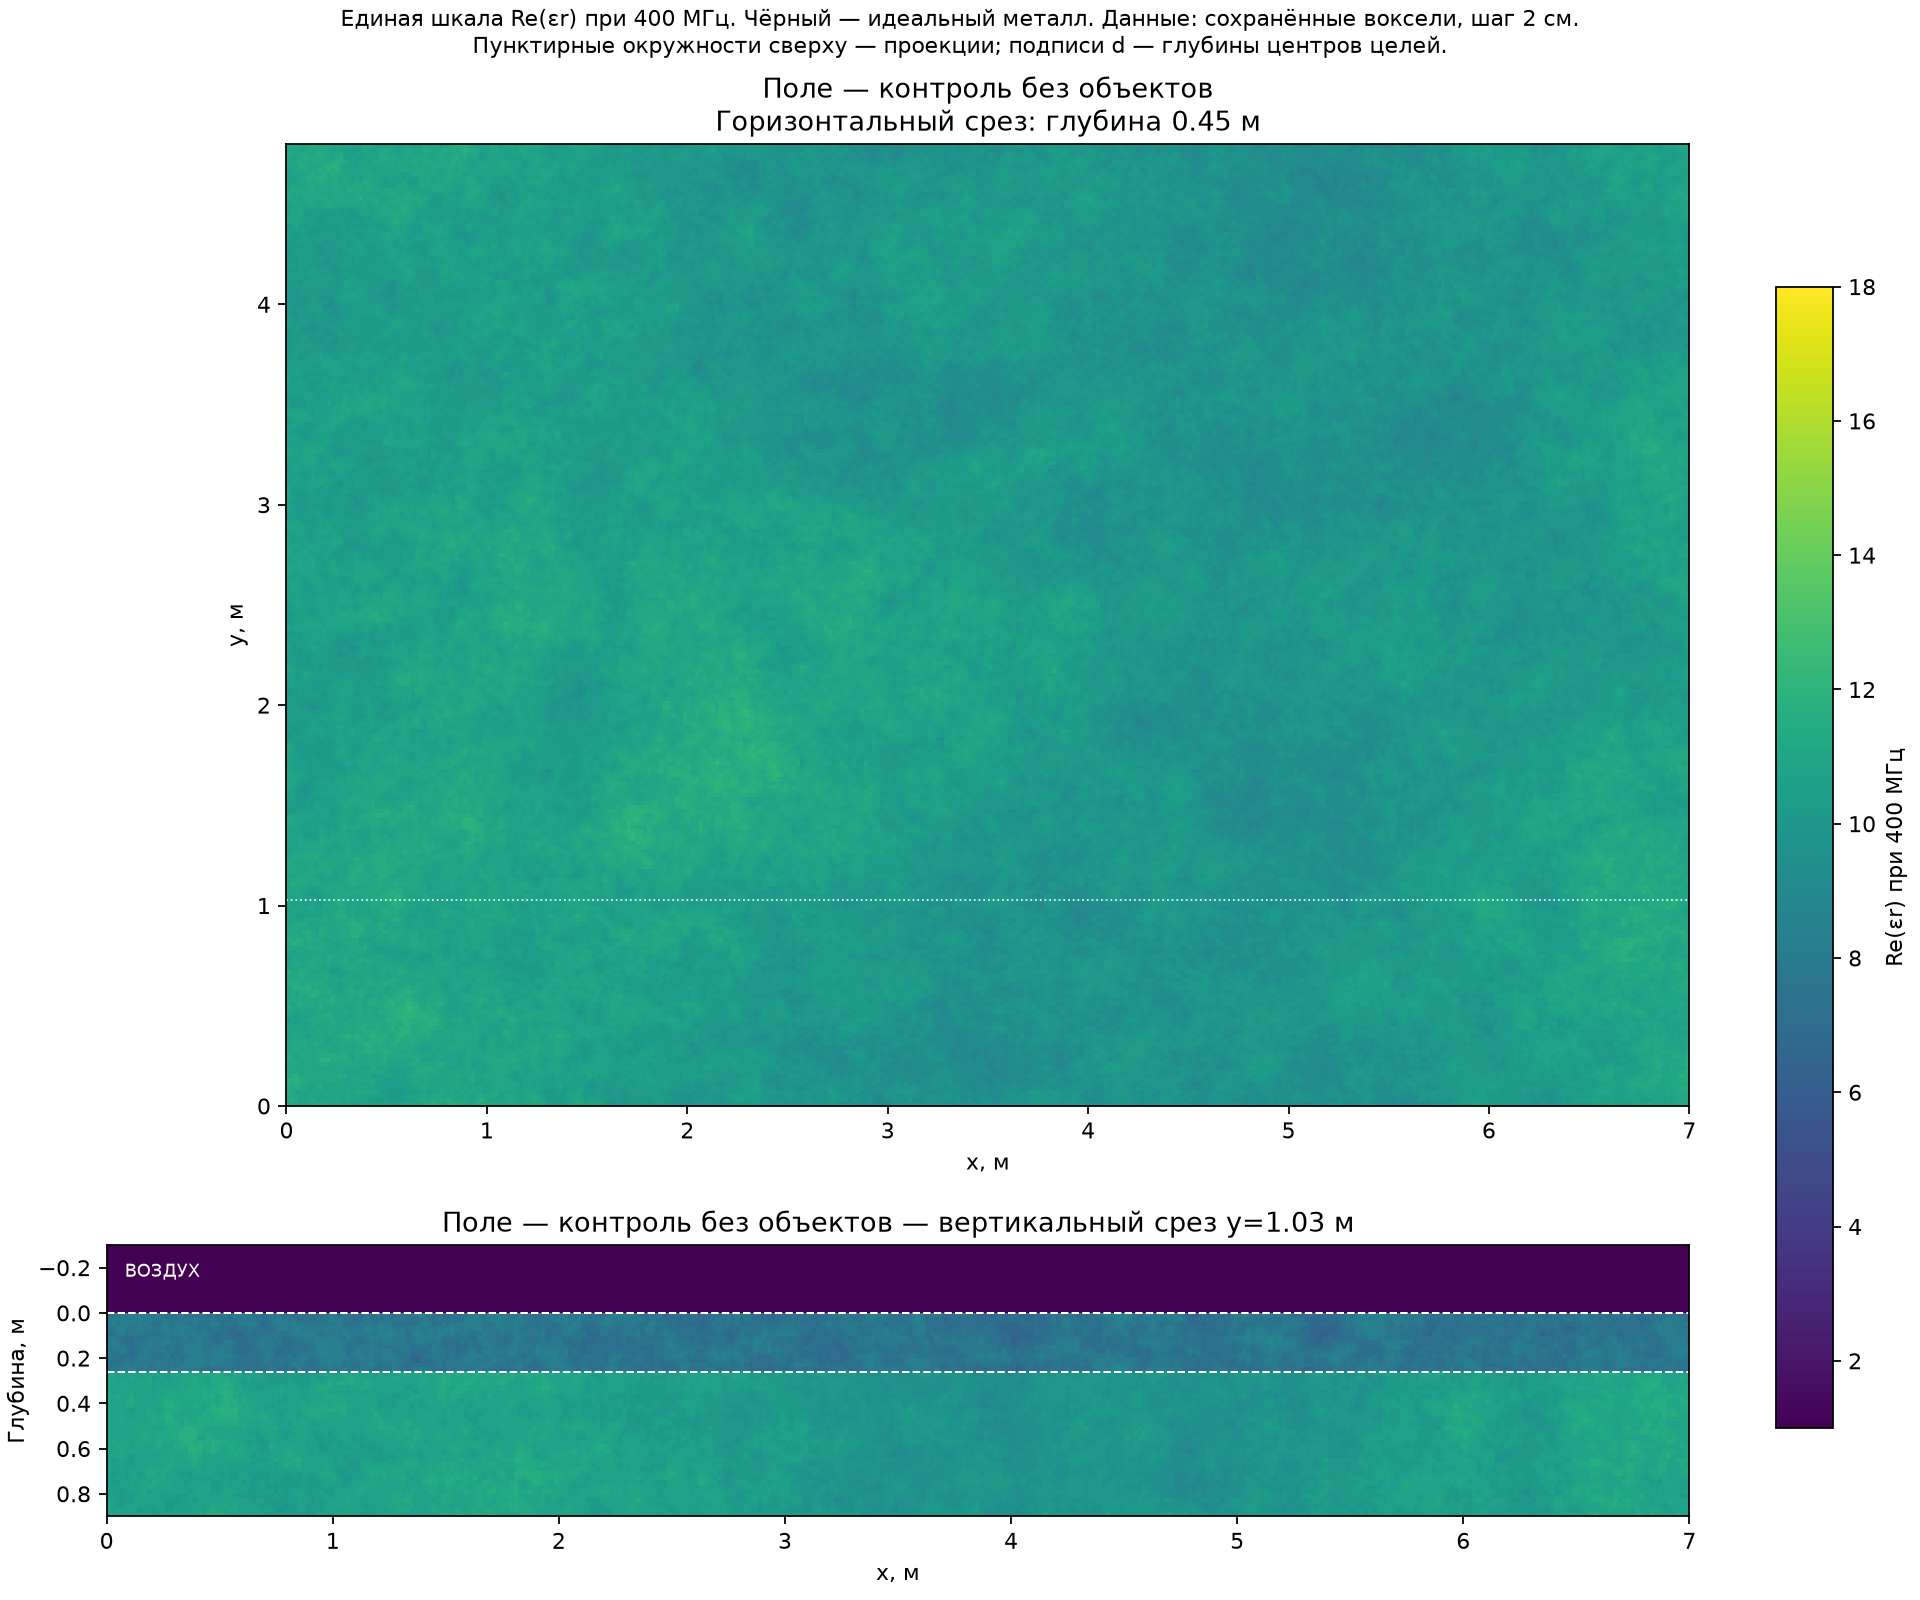 Единая шкала Re(εr) при 400 МГц. Чёрный — идеальный металл. Данные: сохранённые воксели, шаг 2 см.
Пунктирные окружности сверху — проекции; подписи d — глубины центров целей.
Поле — контроль без объектов
Горизонтальный срез: глубина 0.45 м
4
3
2
1
0
y, м
0 1 2 3 4 5 6 7
x, м
18
16
14
12
10
8
6
4
2
Re(εr) при 400 МГц
Поле — контроль без объектов — вертикальный срез y=1.03 м
ВОЗДУХ
−0.2
0.0
0.2
0.4
0.6
0.8
Глубина, м
0 1 2 3 4 5 6 7
x, м